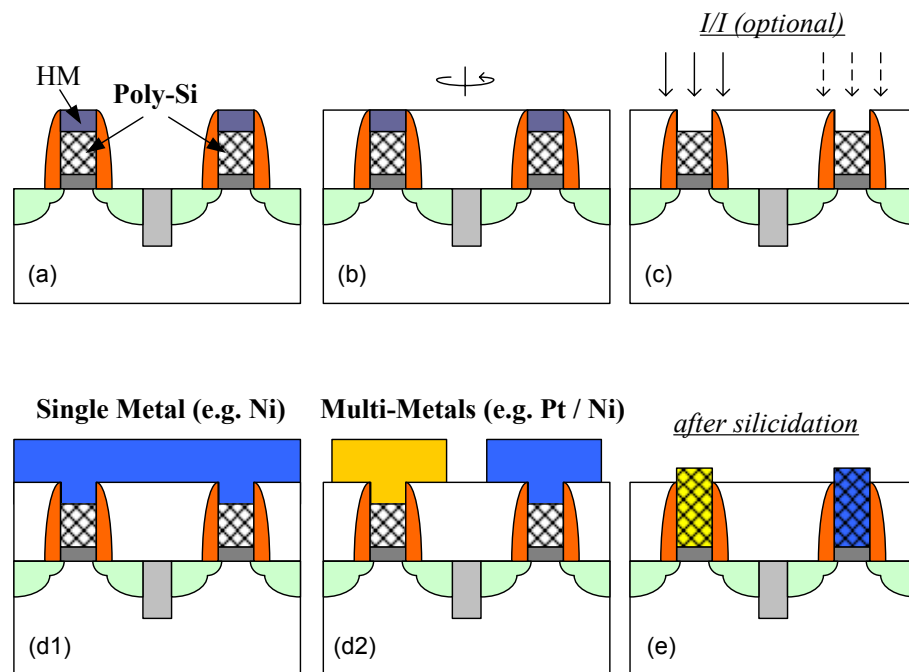 I/I (optional)
HM
Poly-Si
(a)
(b)
(c)
Single Metal (e.g. Ni)
Multi-Metals (e.g. Pt / Ni)
after silicidation
(d1)
(d2)
(e)